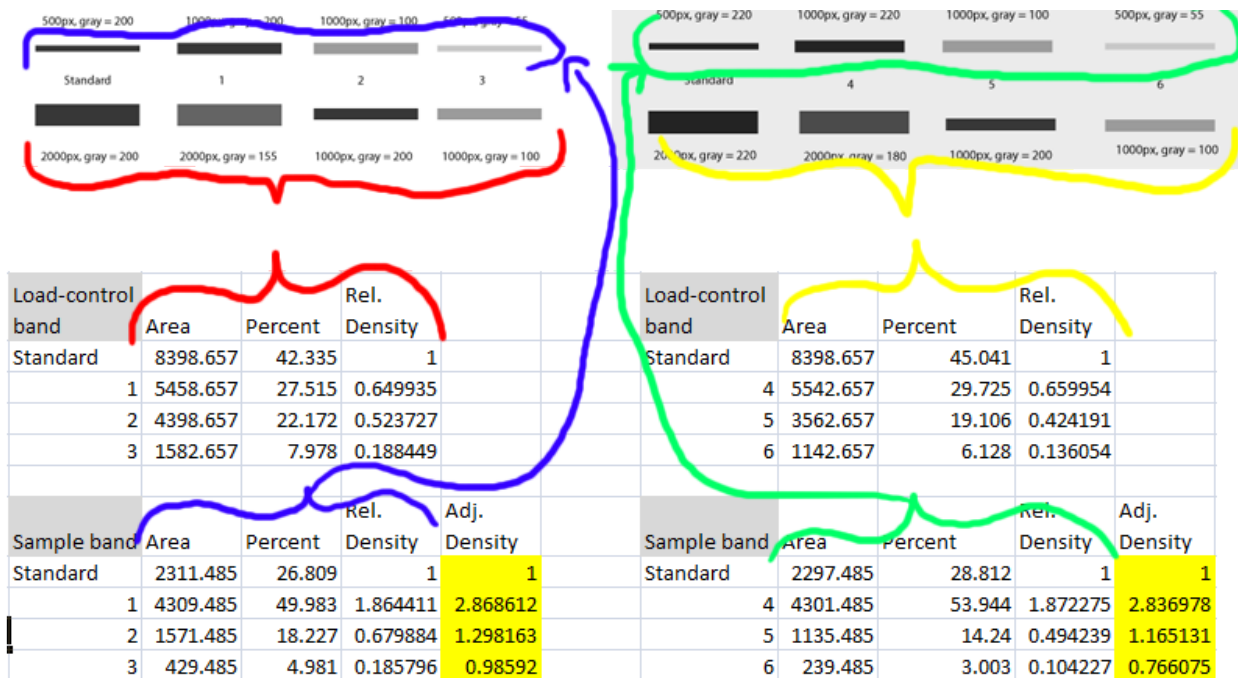 500px, gray = 200 1000px, gray = 200 1000px, gray = 100 500px, gray = 55
Standard 1 2 3
2000px, gray = 200 2000px, gray = 155 1000px, gray = 200 1000px, gray = 100
500px, gray = 220 1000px, gray = 220 1000px, gray = 100 500px, gray = 55
Standard 4 5 6
2000px, gray = 220 2000px, gray = 180 1000px, gray = 200 1000px, gray = 100
Load-control band Area Percent Rel. Density
Standard 8398.657 42.335 1
1 5458.657 27.515 0.649935
2 4398.657 22.172 0.523727
3 1582.657 7.978 0.188449
Sample band Area Percent Rel. Density Adj. Density
Standard 2311.485 26.809 1 1
1 4309.485 49.983 1.864411 2.868612
2 1571.485 18.227 0.679884 1.298163
3 429.485 4.981 0.185796 0.98592
Load-control band Area Percent Rel. Density
Standard 8398.657 45.041 1
4 5542.657 29.725 0.659954
5 3562.657 19.106 0.424191
6 1142.657 6.128 0.136054
Sample band Area Percent Rel. Density Adj. Density
Standard 2297.485 28.812 1 1
4 4301.485 53.944 1.872275 2.836978
5 1135.485 14.24 0.494239 1.165131
6 239.485 3.003 0.104227 0.766075